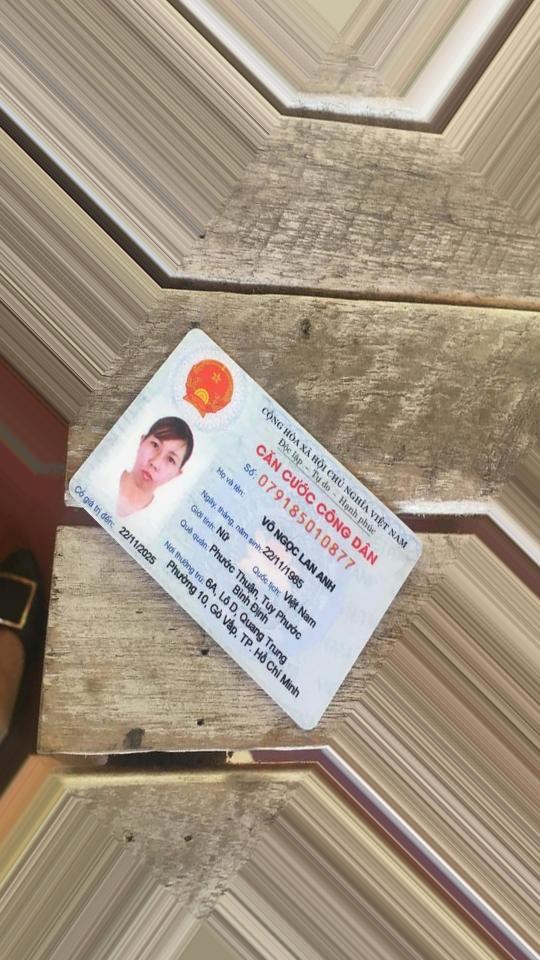 CỘNG HÒA XÃ HỘI CHỦ NGHĨA VIỆT NAM
Độc lập – Tự do – Hạnh phúc
CĂN CƯỚC CÔNG DÂN
Số: 079185010877
Họ và tên:
VÕ NGỌC LAN ANH
Ngày, tháng, năm sinh: 22/11/1985
Giới tính: Nữ Quốc tịch: Việt Nam
Quê quán: Phước Thuận, Tuy Phước
Bình Định
Nơi thường trú: 6A, Lô D, Quang Trung
Phường 10, Gò Vấp, TP. Hồ Chí Minh
Có giá trị đến: 22/11/2025